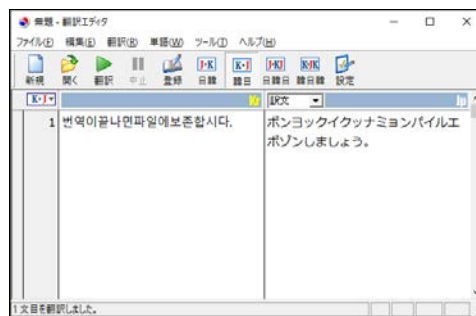 無題 - 翻訳エディタ
ファイル(F) 編集(E) 翻訳(R) 単語(W) ツール(T) ヘルプ(H)
新規 開く 翻訳 中止 登録 日韓 韓日 日韓日 韓日韓 設定
J·K K·J J·KJ K·JK
K·J 訳文
1 번역이끝나면파일에보존합시다.
ポンヨックイクッナミョンパイルエ
ポゾンしましょう。
1 文目を翻訳しました。